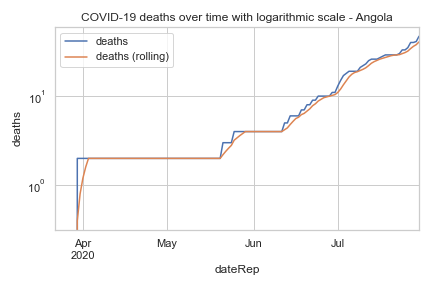 COVID-19 deaths over time with logarithmic scale - Angola
deaths
deaths (rolling)
deaths
10¹
10⁰
Apr
2020
May
Jun
Jul
dateRep